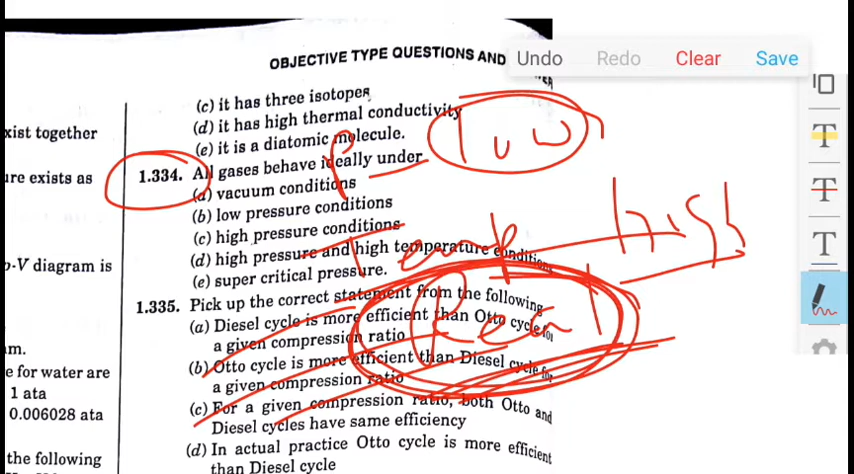 OBJECTIVE TYPE QUESTIONS AND
Undo Redo Clear Save
xist together
ure exists as
p-V diagram is
m.
e for water are
1 ata
0.006028 ata
the following
(c) it has three isotopes
(d) it has high thermal conductivity
(e) it is a diatomic molecule.
1.334. All gases behave ideally under
(a) vacuum conditions
(b) low pressure conditions
(c) high pressure conditions
(d) high pressure and high temperature conditions
(e) super critical pressure.
1.335. Pick up the correct statement from the following
(a) Diesel cycle is more efficient than Otto cycle for
a given compression ratio
(b) Otto cycle is more efficient than Diesel cycle for
a given compression ratio
(c) For a given compression ratio, both Otto and
Diesel cycles have same efficiency
(d) In actual practice Otto cycle is more efficient
than Diesel cycle
P low
Temp high
Real
T
T
T